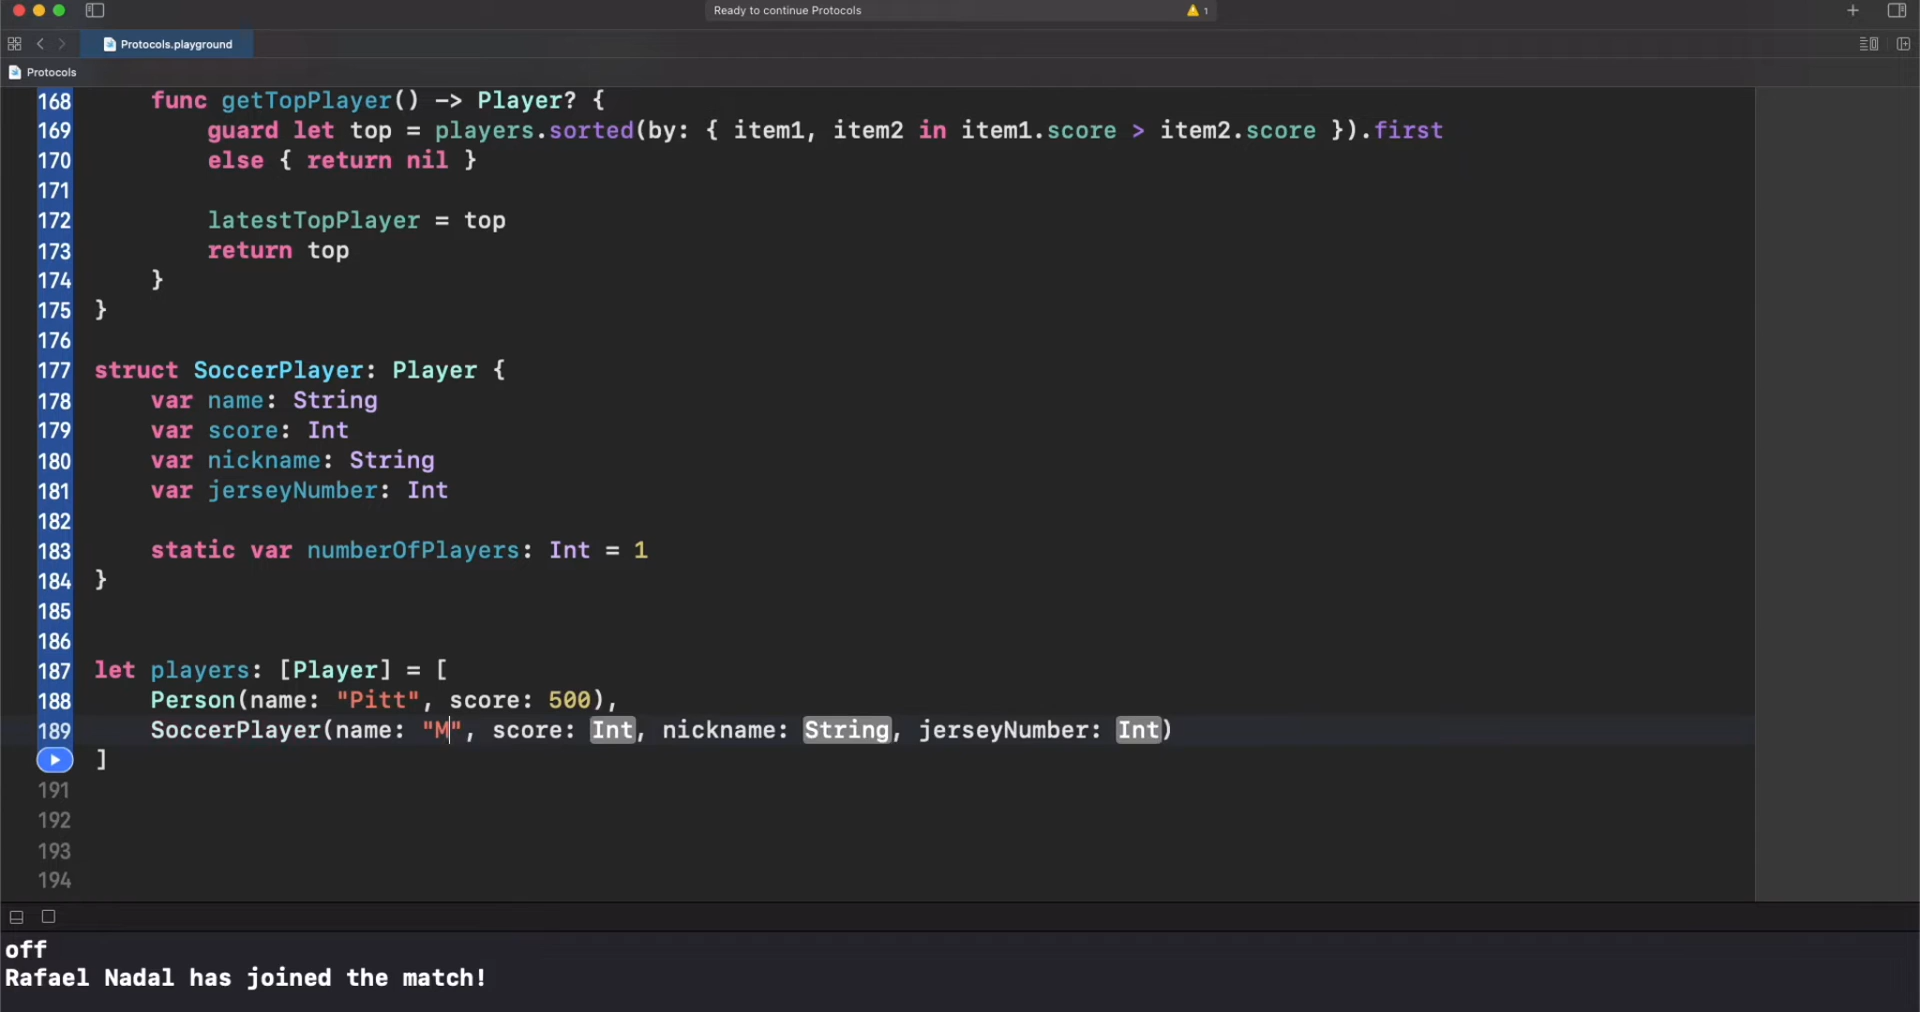 Ready to continue Protocols 1
Protocols.playground
Protocols
168 func getTopPlayer() -> Player? {
169 guard let top = players.sorted(by: { item1, item2 in item1.score > item2.score }).first
170 else { return nil }
171
172 latestTopPlayer = top
173 return top
174 }
175 }
176
177 struct SoccerPlayer: Player {
178 var name: String
179 var score: Int
180 var nickname: String
181 var jerseyNumber: Int
182
183 static var numberOfPlayers: Int = 1
184 }
185
186
187 let players: [Player] = [
188 Person(name: "Pitt", score: 500),
189 SoccerPlayer(name: "M", score: Int, nickname: String, jerseyNumber: Int)
]
191
192
193
194
off
Rafael Nadal has joined the match!